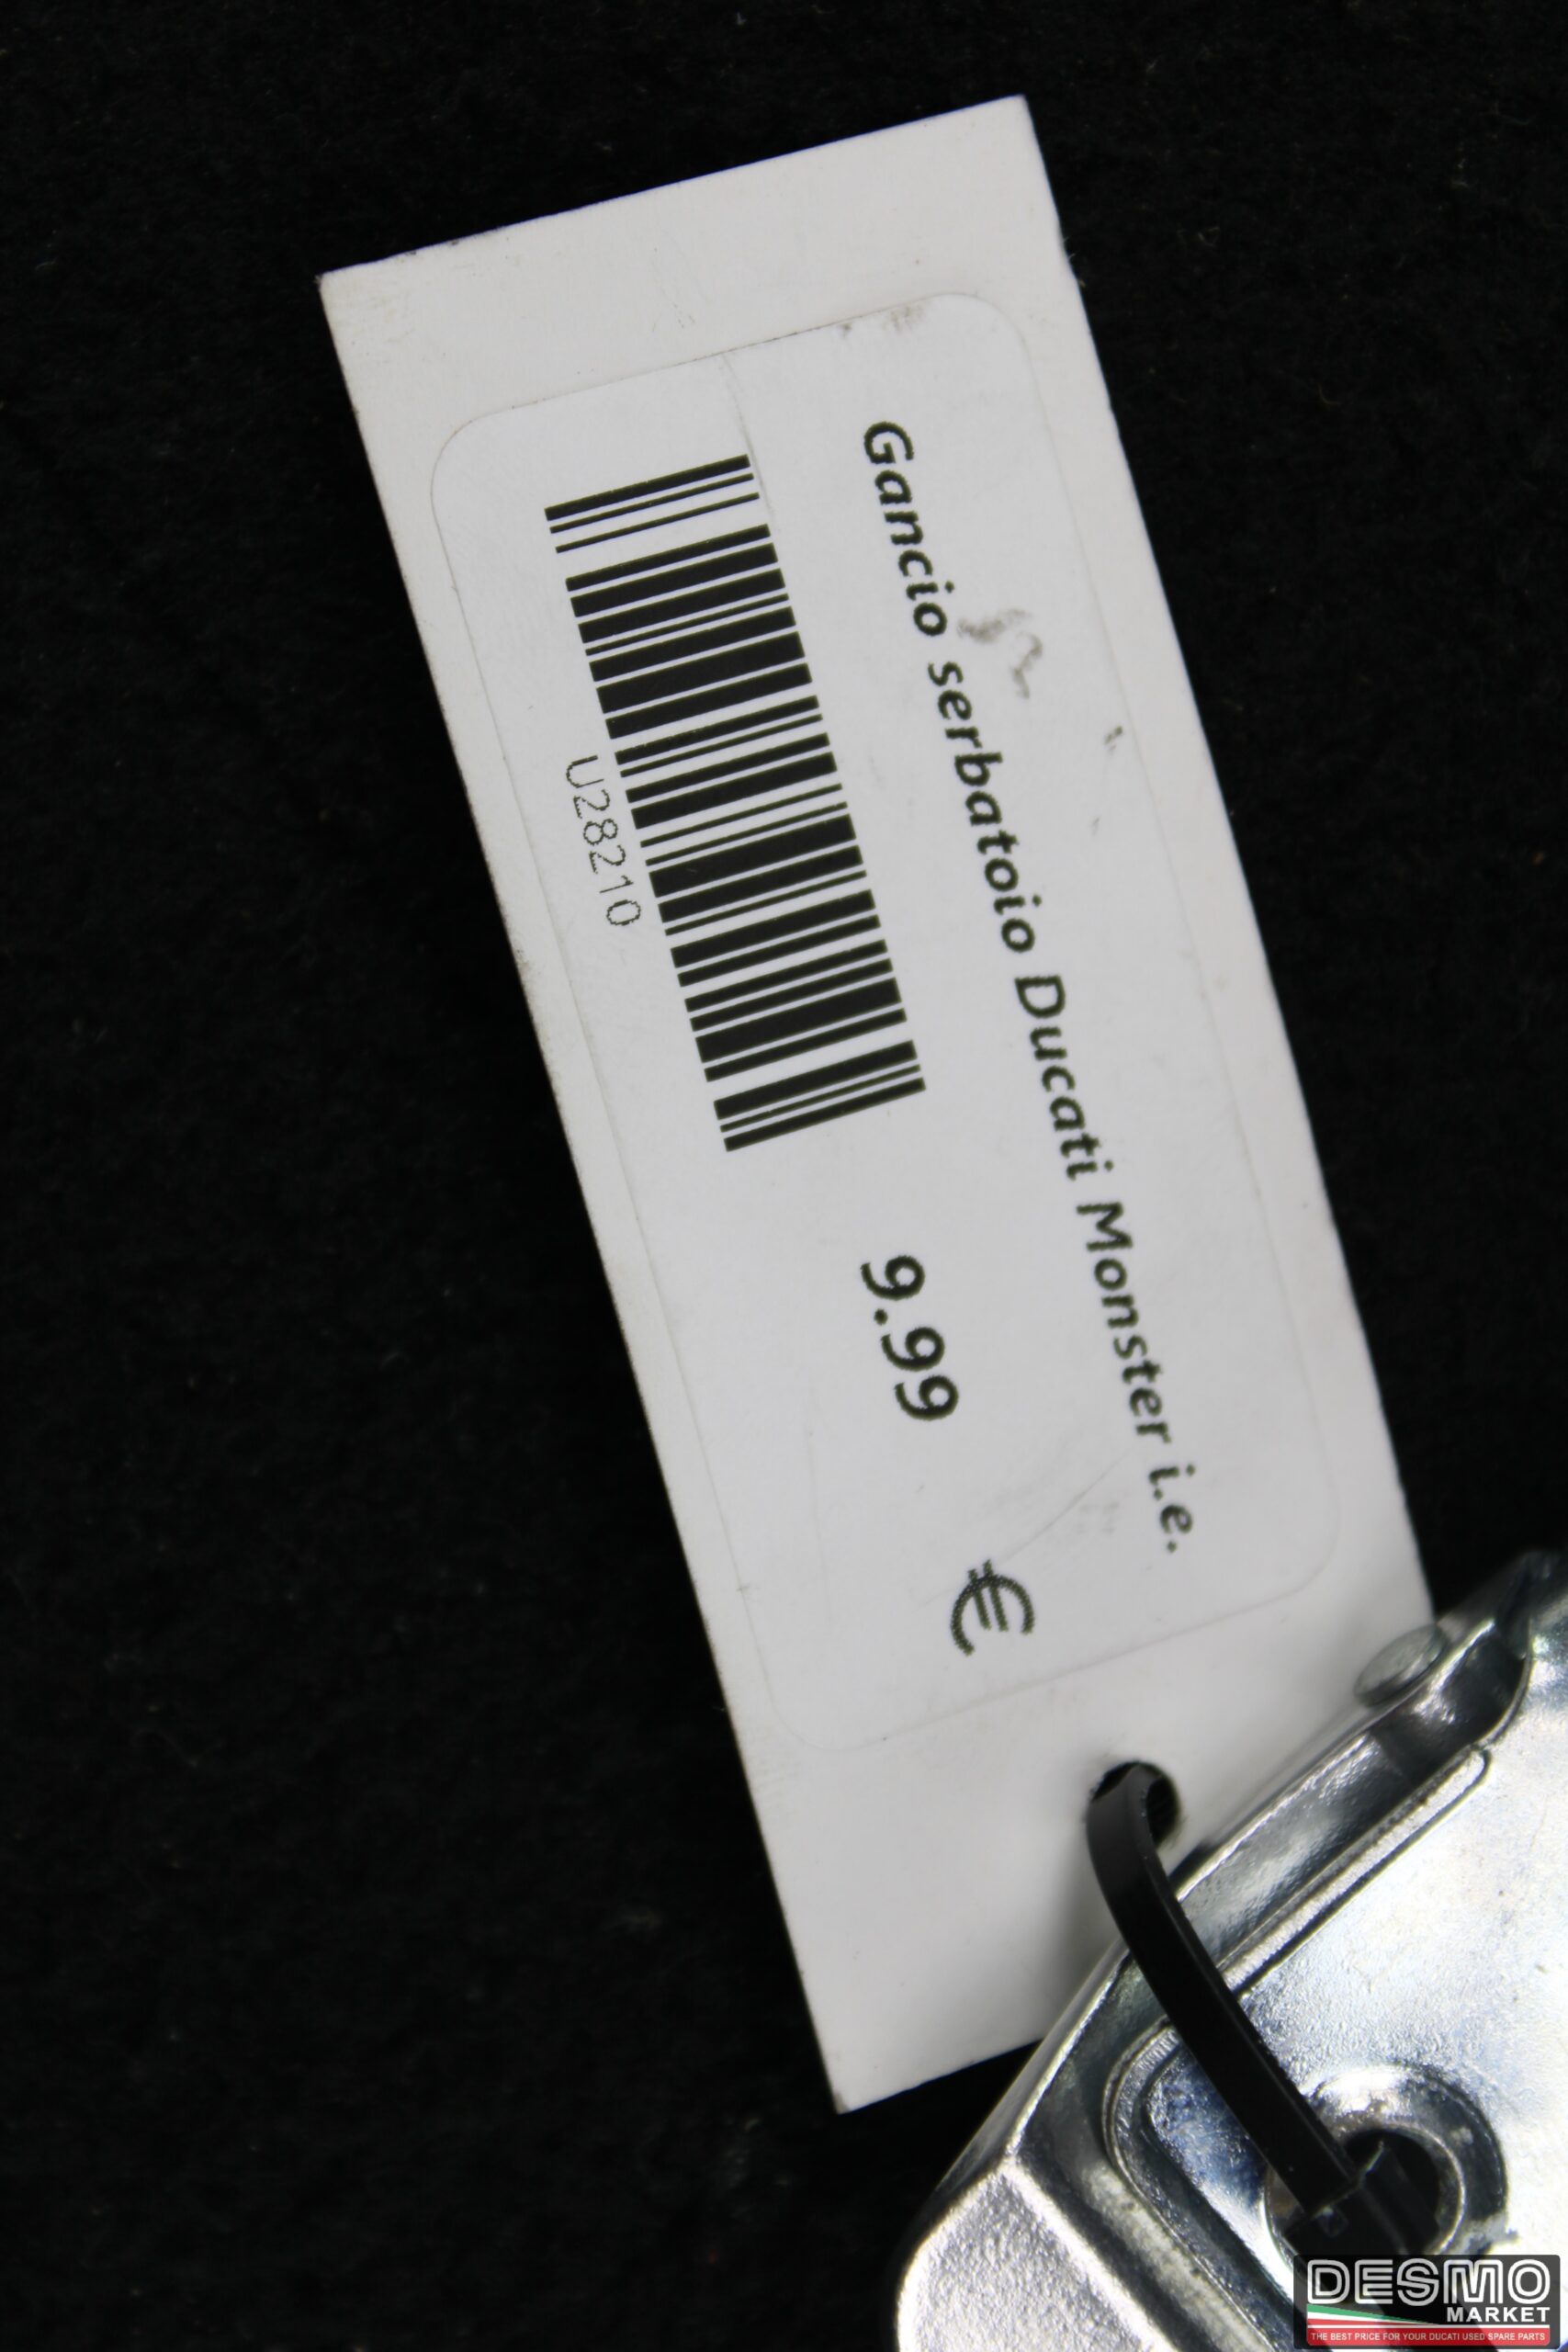 Gancio serbatoio Ducati Monster i.e.
9.99 €
U28210
DESMO
MARKET
THE BEST PRICE FOR YOUR DUCATI USED SPARE PARTS